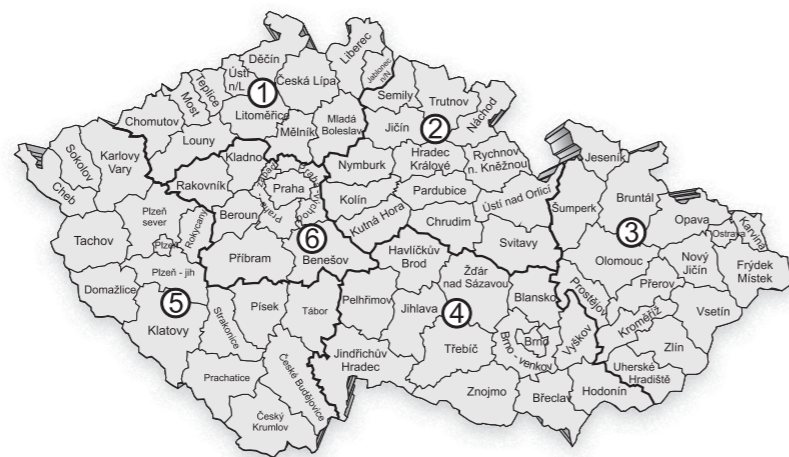 Děčín
Liberec
Ústí
n/L
Jablonec
n/N
Teplice
Česká Lípa
Most
1
Semily
Trutnov
Chomutov
Litoměřice
Náchod
Mělník
Mladá
Boleslav
Jičín
2
Louny
Sokolov
Karlovy
Vary
Kladno
Hradec
Králové
Rychnov
n. Kněžnou
Jeseník
Cheb
Rakovník
Praha
Nymburk
Praha - západ
Praha - východ
Pardubice
Kolín
Ústí nad Orlicí
Bruntál
Šumperk
Plzeň
sever
Rokycany
Beroun
Kutná Hora
Chrudim
Opava
Karviná
Tachov
Plzeň
6
3
Ostrava
Svitavy
Příbram
Benešov
Havlíčkův
Brod
Olomouc
Nový
Jičín
Frýdek
Místek
Plzeň - jih
Žďár
nad Sázavou
Přerov
Domažlice
5
Písek
Tábor
Pelhřimov
Jihlava
4
Blansko
Prostějov
Vsetín
Klatovy
Strakonice
Kroměříž
Třebíč
Brno
Brno - venkov
Vyškov
Zlín
Jindřichův
Hradec
Uherské
Hradiště
Prachatice
České Budějovice
Znojmo
Břeclav
Hodonín
Český
Krumlov